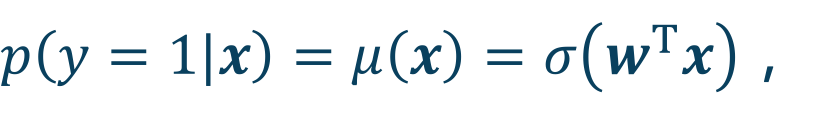 p(y = 1|x) = μ(x) = σ(wᵀx) ,